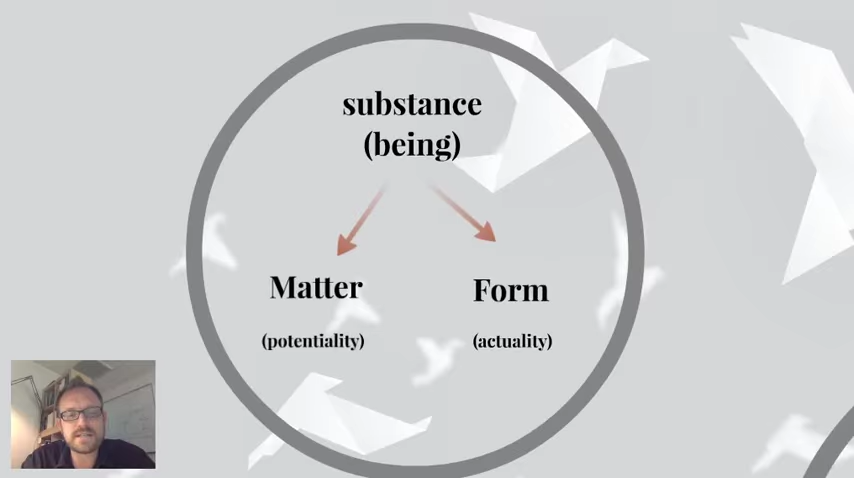 substance
(being)
Matter
Form
(potentiality)
(actuality)